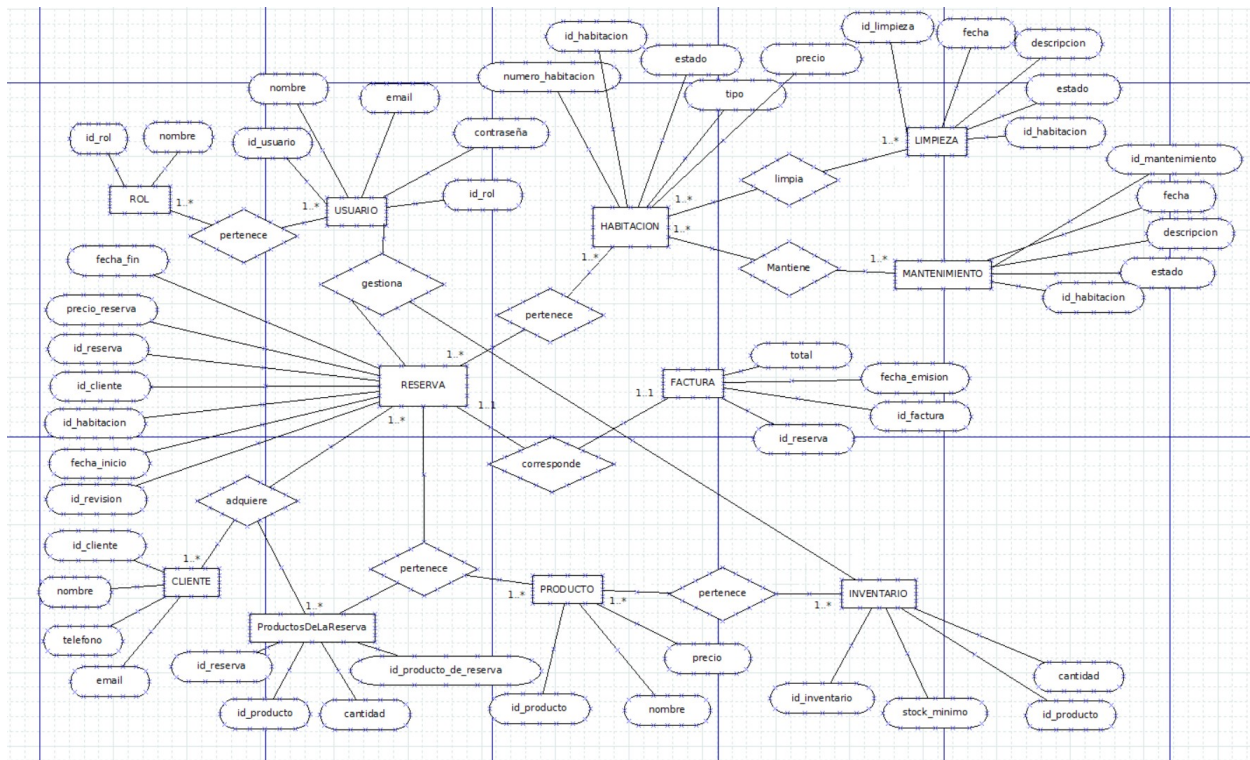 id_habitacion
id_limpieza
fecha
descripcion
estado
precio
numero_habitacion
nombre
email
tipo
estado
id_rol
nombre
id_usuario
contraseña
id_habitacion
LIMPIEZA
1..*
id_mantenimiento
limpia
ROL
1..*
1..*
USUARIO
id_rol
1..*
fecha
HABITACION
1..*
pertenece
descripcion
fecha_fin
1..*
1..*
Mantiene
MANTENIMIENTO
estado
gestiona
id_habitacion
precio_reserva
pertenece
id_reserva
1..*
total
id_cliente
RESERVA
FACTURA
fecha_emision
1..1
1..1
id_habitacion
1..*
id_factura
id_reserva
fecha_inicio
corresponde
id_revision
adquiere
id_cliente
1..*
CLIENTE
pertenece
nombre
PRODUCTO
1..*
1..*
pertenece
INVENTARIO
1..*
1..*
ProductosDeLaReserva
telefono
id_reserva
id_producto_de_reserva
precio
email
cantidad
id_producto
cantidad
id_producto
nombre
id_inventario
stock_minimo
id_producto